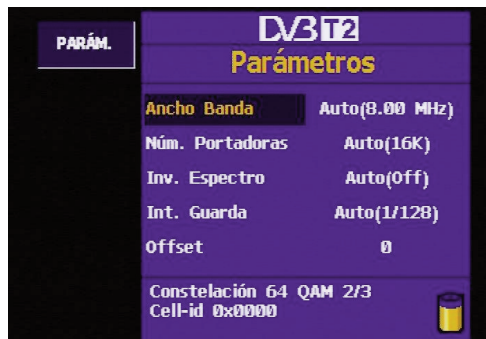 PARÁM.
DVB T2
Parámetros
Ancho Banda Auto(8.00 MHz)
Núm. Portadoras Auto(16K)
Inv. Espectro Auto(Off)
Int. Guarda Auto(1/128)
Offset 0
Constelación 64 QAM 2/3
Cell-id 0x0000